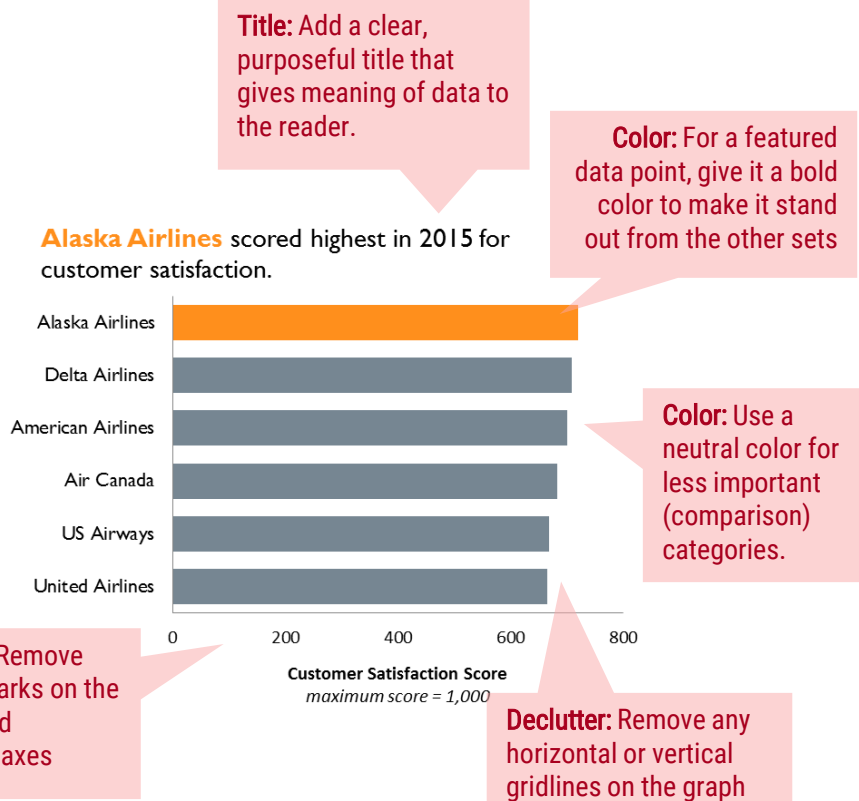 Title: Add a clear,
purposeful title that
gives meaning of data to
the reader.
Color: For a featured
data point, give it a bold
color to make it stand
out from the other sets
Alaska Airlines scored highest in 2015 for
customer satisfaction.
Alaska Airlines
Delta Airlines
American Airlines
Air Canada
US Airways
United Airlines
Color: Use a
neutral color for
less important
(comparison)
categories.
0 200 400 600 800
Customer Satisfaction Score
maximum score = 1,000
Remove
on the
axes
Declutter: Remove any
horizontal or vertical
gridlines on the graph